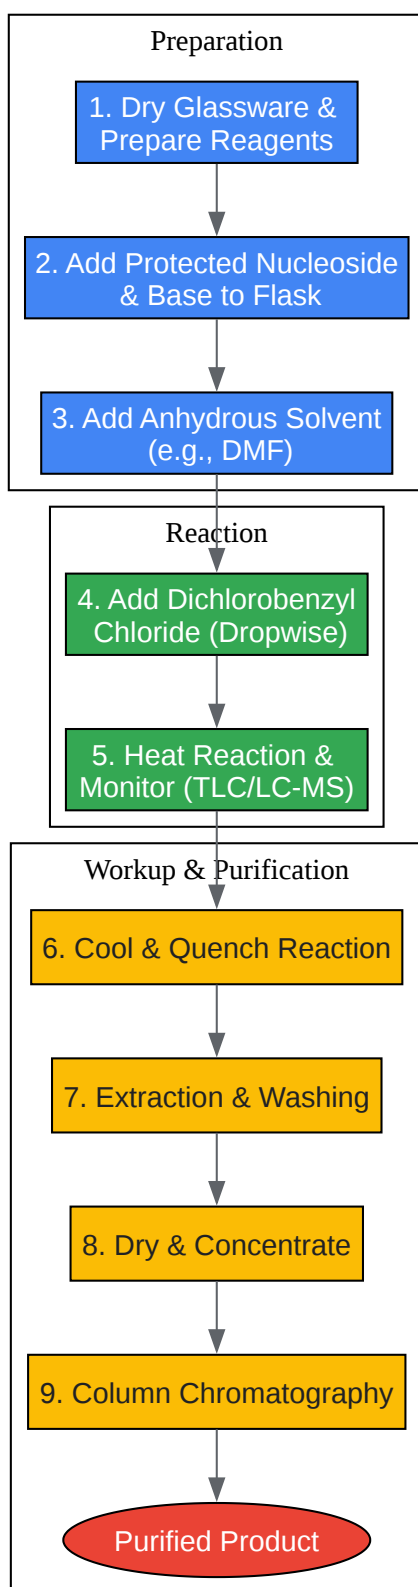 Preparation
1. Dry Glassware &
Prepare Reagents
2. Add Protected Nucleoside
& Base to Flask
3. Add Anhydrous Solvent
(e.g., DMF)
Reaction
4. Add Dichlorobenzyl
Chloride (Dropwise)
5. Heat Reaction &
Monitor (TLC/LC-MS)
Workup & Purification
6. Cool & Quench Reaction
7. Extraction & Washing
8. Dry & Concentrate
9. Column Chromatography
Purified Product